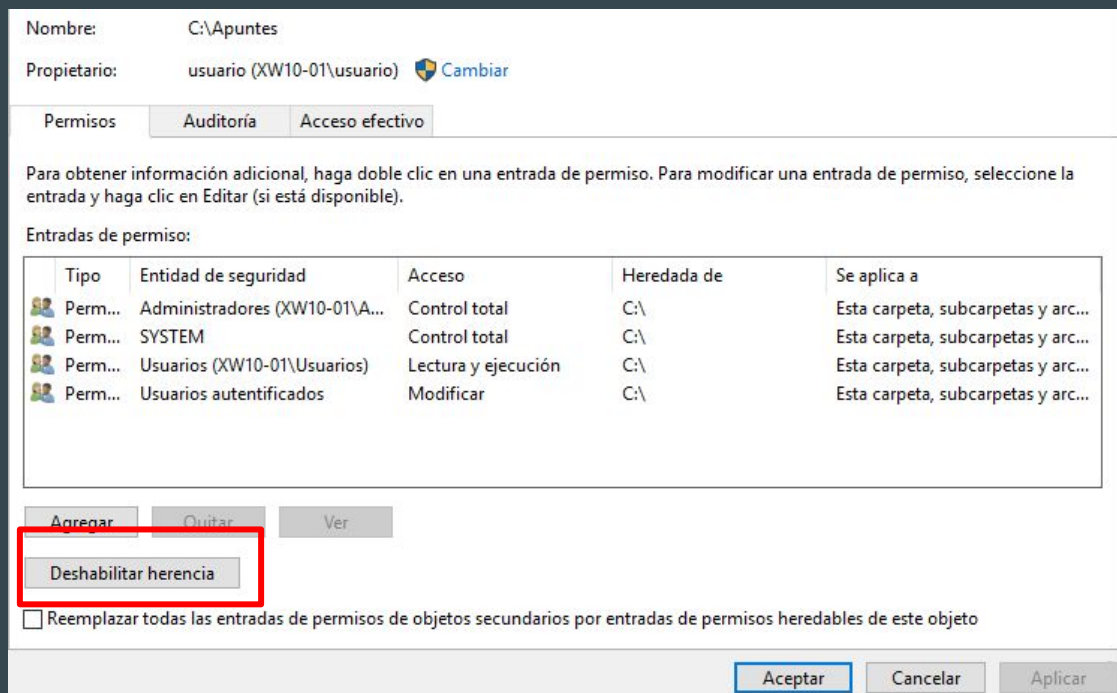 Nombre: C:\Apuntes
Propietario: usuario (XW10-01\usuario) Cambiar
Permisos Auditoría Acceso efectivo
Para obtener información adicional, haga doble clic en una entrada de permiso. Para modificar una entrada de permiso, seleccione la
entrada y haga clic en Editar (si está disponible).
Entradas de permiso:
Tipo Entidad de seguridad Acceso Heredada de Se aplica a
Perm... Administradores (XW10-01\A... Control total C:\ Esta carpeta, subcarpetas y arc...
Perm... SYSTEM Control total C:\ Esta carpeta, subcarpetas y arc...
Perm... Usuarios (XW10-01\Usuarios) Lectura y ejecución C:\ Esta carpeta, subcarpetas y arc...
Perm... Usuarios autentificados Modificar C:\ Esta carpeta, subcarpetas y arc...
Agregar Quitar Ver
Deshabilitar herencia
Reemplazar todas las entradas de permisos de objetos secundarios por entradas de permisos heredables de este objeto
Aceptar Cancelar Aplicar